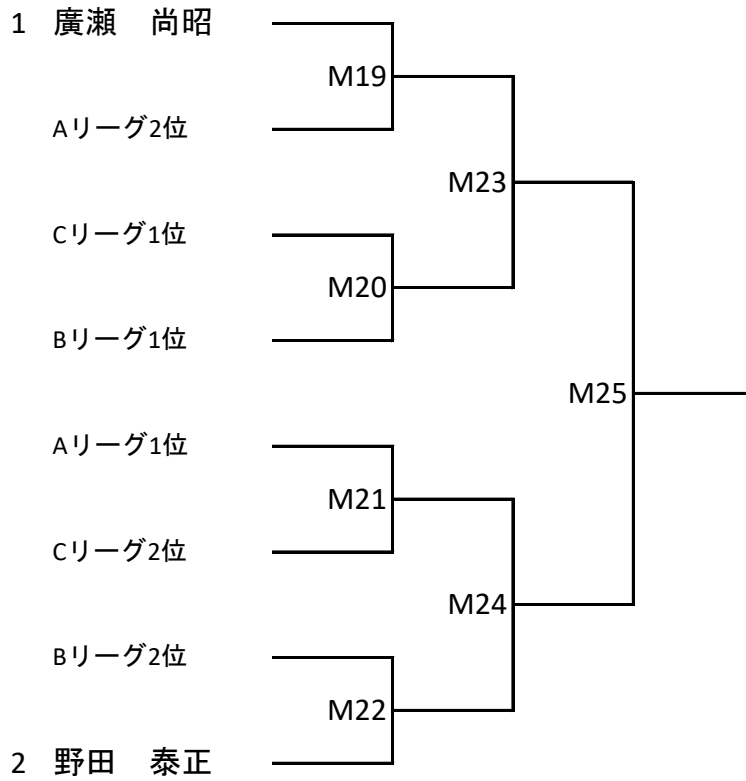 1 廣瀬　尚昭
M19
Aリーグ2位
M23
Cリーグ1位
M20
Bリーグ1位
M25
Aリーグ1位
M21
Cリーグ2位
M24
Bリーグ2位
M22
2 野田　泰正